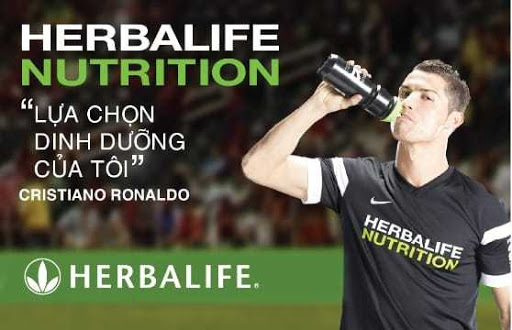 HERBALIFE
NUTRITION
“LỰA CHỌN
DINH DƯỠNG
CỦA TÔI”
CRISTIANO RONALDO
HERBALIFE
NUTRITION
HERBALIFE®